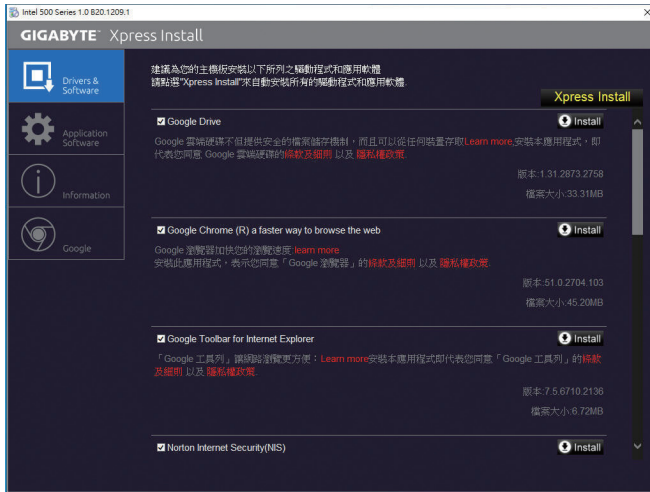 Intel 500 Series 1.0 B20.1209.1
GIGABYTE™ Xpress Install
Drivers & Software
Application Software
Information
Google
建議為您的主機板安裝以下所列之驅動程式和應用軟體
請點選"Xpress Install"來自動安裝所有的驅動程式和應用軟體.
Xpress Install
Google Drive
Install
Google 雲端硬碟不但提供安全的檔案儲存機制，而且可以從任何裝置存取Learn more,安裝本應用程式，即
代表您同意 Google 雲端硬碟的條款及細則 以及 隱私權政策.
版本:1.31.2873.2758
檔案大小:33.31MB
Google Chrome (R) a faster way to browse the web
Install
Google 瀏覽器加快您的瀏覽速度 learn more
安裝此應用程式，表示您同意「Google 瀏覽器」的條款及細則 以及 隱私權政策.
版本:51.0.2704.103
檔案大小:45.20MB
Google Toolbar for Internet Explorer
Install
「Google 工具列」讓網路瀏覽更方便：Learn more安裝本應用程式即代表您同意「Google 工具列」的條款
及細則 以及 隱私權政策.
版本:7.5.6710.2136
檔案大小:6.72MB
Norton Internet Security(NIS)
Install